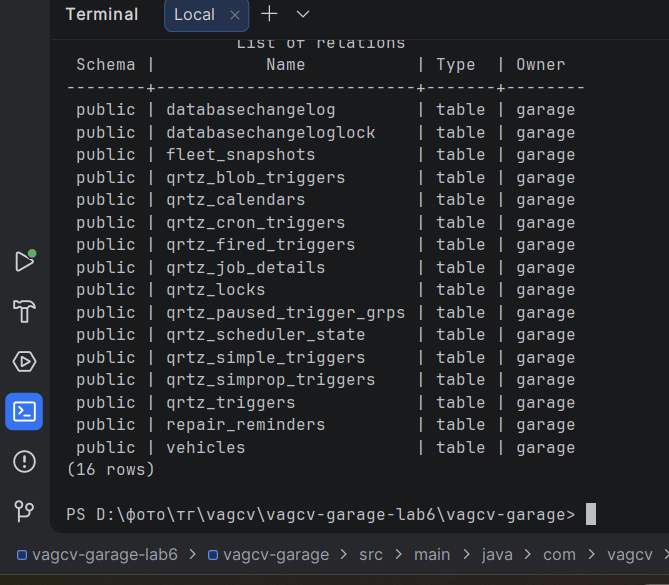 Terminal Local
List of relations
Schema | Name | Type | Owner
--------+--------------------------+-------+--------
public | databasechangelog | table | garage
public | databasechangeloglock | table | garage
public | fleet_snapshots | table | garage
public | qrtz_blob_triggers | table | garage
public | qrtz_calendars | table | garage
public | qrtz_cron_triggers | table | garage
public | qrtz_fired_triggers | table | garage
public | qrtz_job_details | table | garage
public | qrtz_locks | table | garage
public | qrtz_paused_trigger_grps | table | garage
public | qrtz_scheduler_state | table | garage
public | qrtz_simple_triggers | table | garage
public | qrtz_simprop_triggers | table | garage
public | qrtz_triggers | table | garage
public | repair_reminders | table | garage
public | vehicles | table | garage
(16 rows)
PS D:\фото\тг\vagcv\vagcv-garage-lab6\vagcv-garage>
vagcv-garage-lab6 > vagcv-garage > src > main > java > com > vagcv >